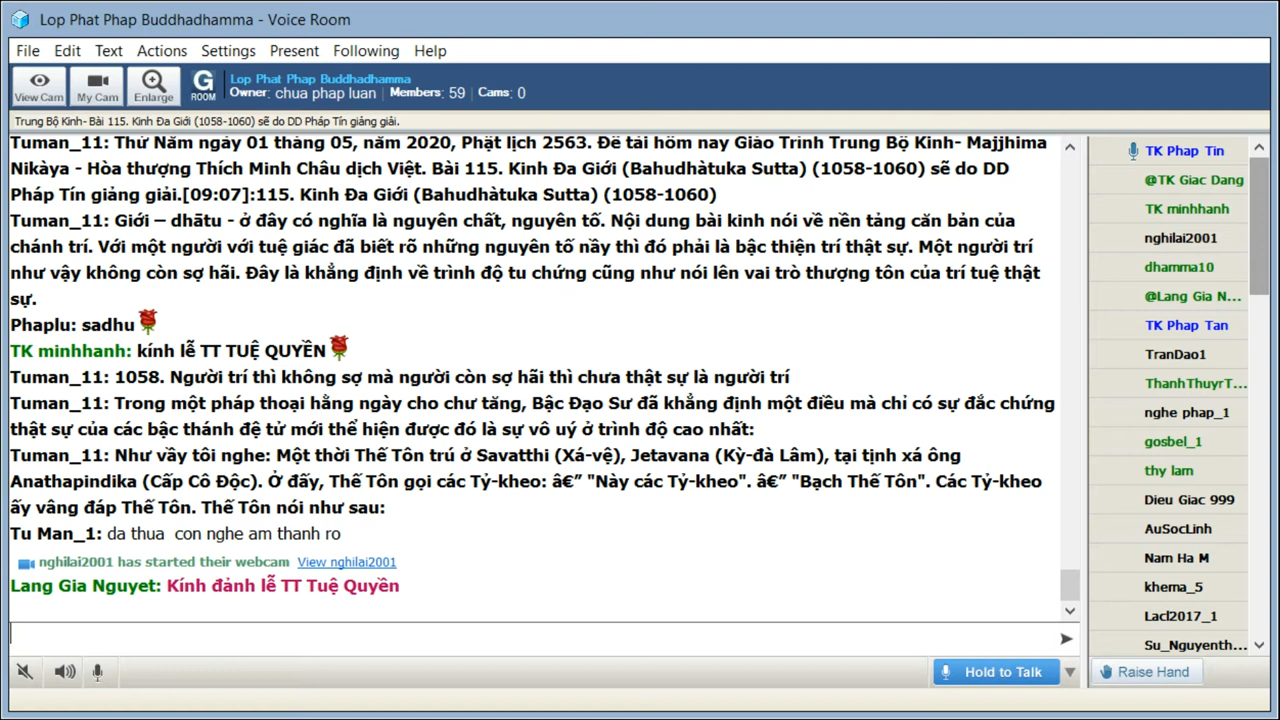 Lop Phat Phap Buddhadhamma - Voice Room
File Edit Text Actions Settings Present Following Help
View Cam My Cam Enlarge G ROOM
Lop Phat Phap Buddhadhamma
Owner: chua phap luan | Members: 59 | Cams: 0
Trung Bộ Kinh- Bài 115. Kinh Đa Giới (1058-1060) sẽ do DD Pháp Tín giảng giải.
Tuman_11: Thứ Năm ngày 01 tháng 05, năm 2020, Phật lịch 2563. Đề tài hôm nay Giáo Trình Trung Bộ Kinh- Majjhima
Nikàya - Hòa thượng Thích Minh Châu dịch Việt. Bài 115. Kinh Đa Giới (Bahudhàtuka Sutta) (1058-1060) sẽ do DD
Pháp Tín giảng giải.[09:07]:115. Kinh Đa Giới (Bahudhàtuka Sutta) (1058-1060)
Tuman_11: Giới – dhātu - ở đây có nghĩa là nguyên chất, nguyên tố. Nội dung bài kinh nói về nền tảng căn bản của
chánh trí. Với một người với tuệ giác đã biết rõ những nguyên tố nầy thì đó phải là bậc thiện trí thật sự. Một người trí
như vậy không còn sợ hãi. Đây là khẳng định về trình độ tu chứng cũng như nói lên vai trò thượng tôn của trí tuệ thật
sự.
Phaplu: sadhu
TK minhhanh: kính lễ TT TUỆ QUYỀN
Tuman_11: 1058. Người trí thì không sợ mà người còn sợ hãi thì chưa thật sự là người trí
Tuman_11: Trong một pháp thoại hằng ngày cho chư tăng, Bậc Đạo Sư đã khẳng định một điều mà chỉ có sự đắc chứng
thật sự của các bậc thánh đệ tử mới thể hiện được đó là sự vô uý ở trình độ cao nhất:
Tuman_11: Như vầy tôi nghe: Một thời Thế Tôn trú ở Savatthi (Xá-vệ), Jetavana (Kỳ-đà Lâm), tại tịnh xá ông
Anathapindika (Cấp Cô Độc). Ở đấy, Thế Tôn gọi các Tỷ-kheo: â€” "Này các Tỷ-kheo". â€” "Bạch Thế Tôn". Các Tỷ-kheo
ấy vâng đáp Thế Tôn. Thế Tôn nói như sau:
Tu Man_1: da thua con nghe am thanh ro
nghilai2001 has started their webcam View nghilai2001
Lang Gia Nguyet: Kính đảnh lễ TT Tuệ Quyền
Hold to Talk
TK Phap Tin
@TK Giac Dang
TK minhhanh
nghilai2001
dhamma10
@Lang Gia N...
TK Phap Tan
TranDao1
ThanhThuyrT...
nghe phap_1
gosbel_1
thy lam
Dieu Giac 999
AuSocLinh
Nam Ha M
khema_5
Lacl2017_1
Su_Nguyenth...
Raise Hand